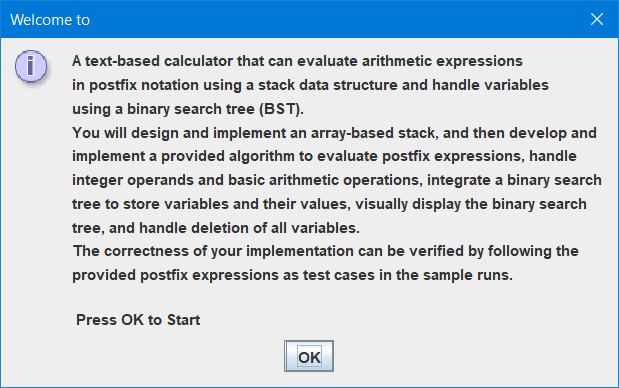 Welcome to
A text-based calculator that can evaluate arithmetic expressions
in postfix notation using a stack data structure and handle variables
using a binary search tree (BST).
You will design and implement an array-based stack, and then develop and
implement a provided algorithm to evaluate postfix expressions, handle
integer operands and basic arithmetic operations, integrate a binary search
tree to store variables and their values, visually display the binary search
tree, and handle deletion of all variables.
The correctness of your implementation can be verified by following the
provided postfix expressions as test cases in the sample runs.
Press OK to Start
OK